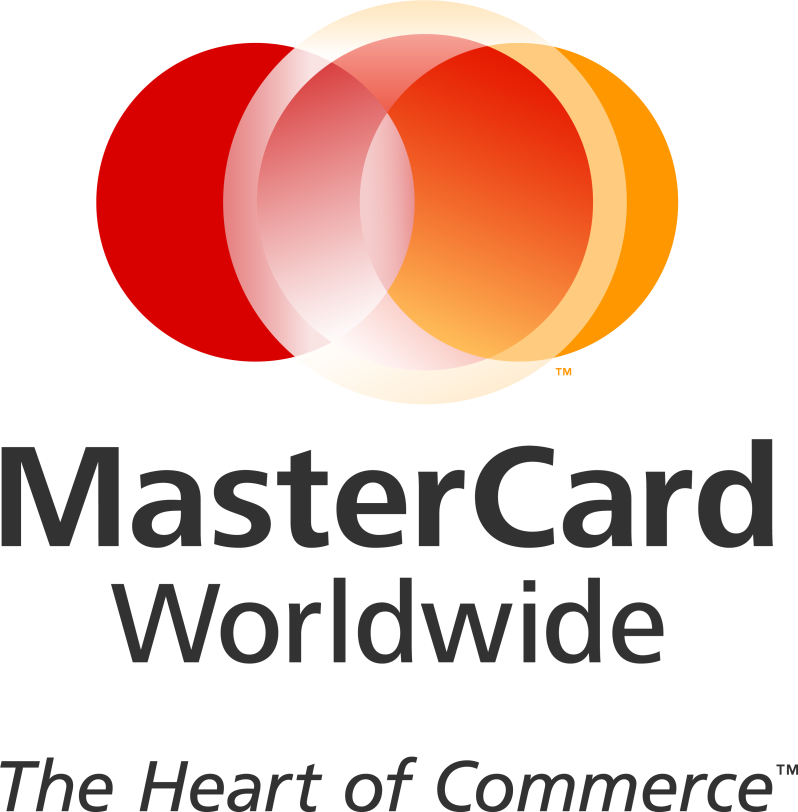 ™
MasterCard
Worldwide
The Heart of Commerce™